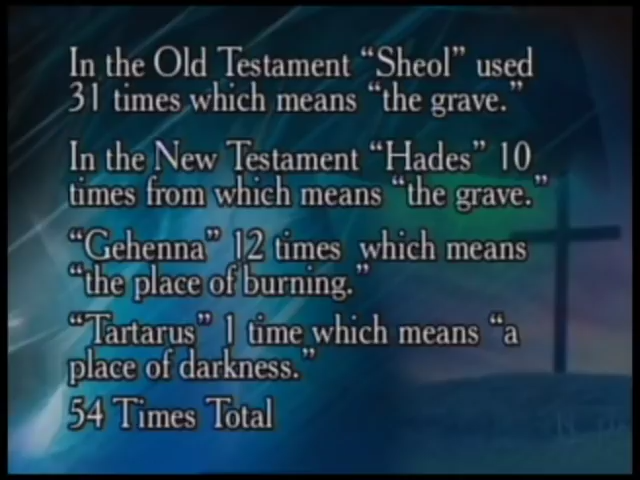 In the Old Testament “Sheol” used
31 times which means “the grave.”
In the New Testament “Hades” 10
times from which means “the grave.”
“Gehenna” 12 times which means
“the place of burning.”
“Tartarus” 1 time which means “a
place of darkness.”
54 Times Total